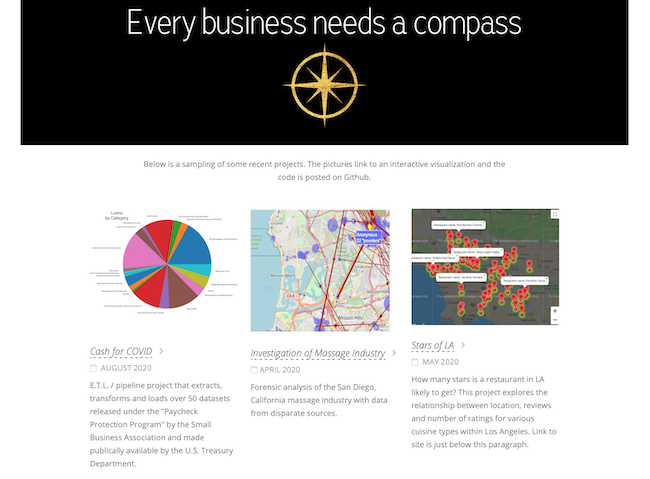 Every business needs a compass
Below is a sampling of some recent projects. The pictures link to an interactive visualization and the
code is posted on Github.
Loans
by Category
Anonymous
Cash for COVID
AUGUST 2020
E.T.L. / pipeline project that extracts,
transforms and loads over 50 datasets
released under the "Paycheck
Protection Program" by the Small
Business Association and made
publically available by the U.S. Treasury
Department.
Investigation of Massage Industry
APRIL 2020
Forensic analysis of the San Diego,
California massage industry with data
from disparate sources.
Stars of LA
MAY 2020
How many stars is a restaurant in LA
likely to get? This project explores the
relationship between location, reviews
and number of ratings for various
cuisine types within Los Angeles. Link to
site is just below this paragraph.